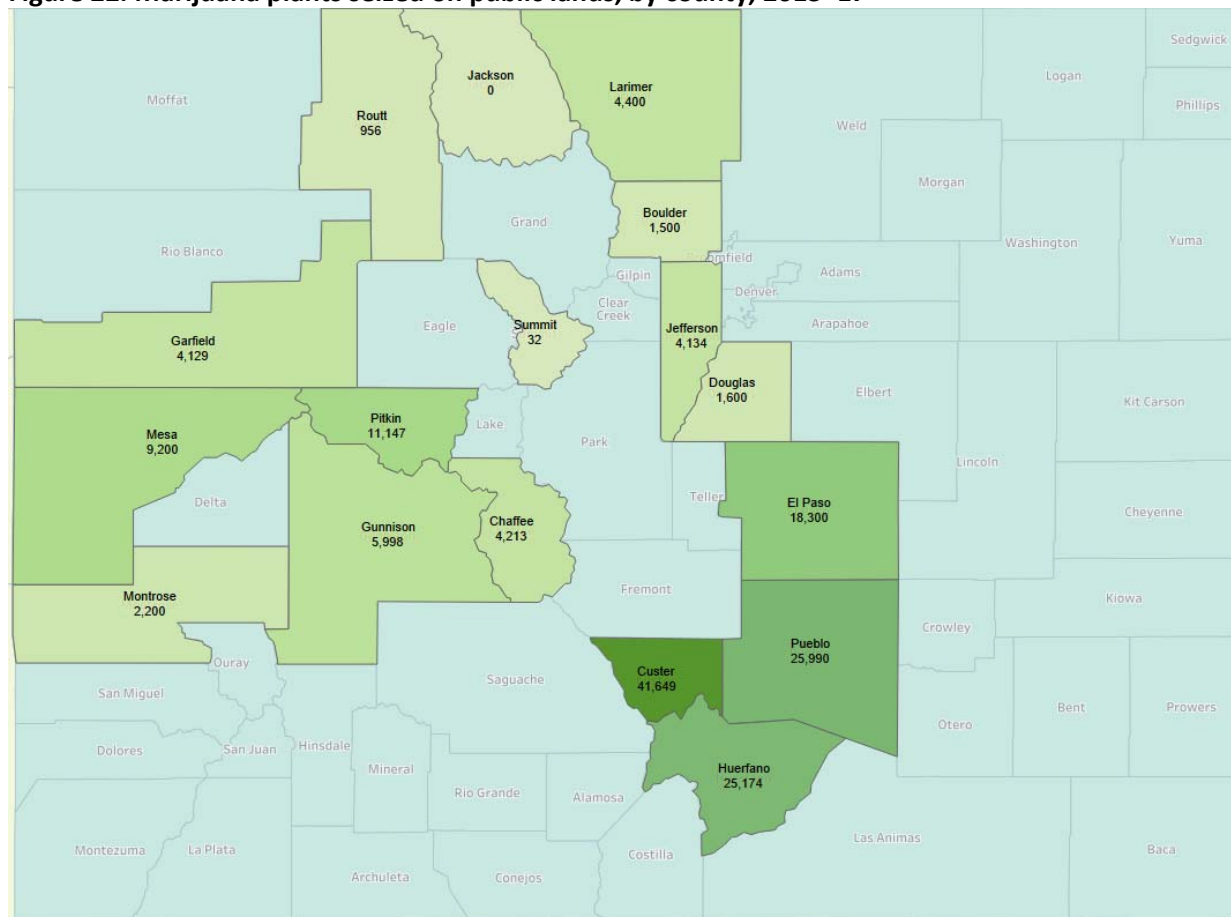 Sedgwick
Jackson
0
Logan
Larimer
4,400
Moffat
Phillips
Routt
956
Weld
Morgan
Boulder
1,500
Grand
Washington
Yuma
Rio Blanco
Gilpin
Adams
Denver
Clear
Creek
Summit
32
Eagle
Jefferson
4,134
Arapahoe
Garfield
4,129
Douglas
1,600
Elbert
Kit Carson
Pitkin
11,147
Lake
Mesa
9,200
Park
Lincoln
Delta
Teller
El Paso
18,300
Cheyenne
Gunnison
5,998
Chaffee
4,213
Fremont
Montrose
2,200
Kiowa
Crowley
Pueblo
25,990
Ouray
Custer
41,649
Saguache
San Miguel
Bent
Prowers
Otero
Dolores
San Juan
Hinsdale
Mineral
Huerfano
25,174
Rio Grande
Alamosa
Las Animas
Montezuma
La Plata
Costilla
Baca
Archuleta
Conejos